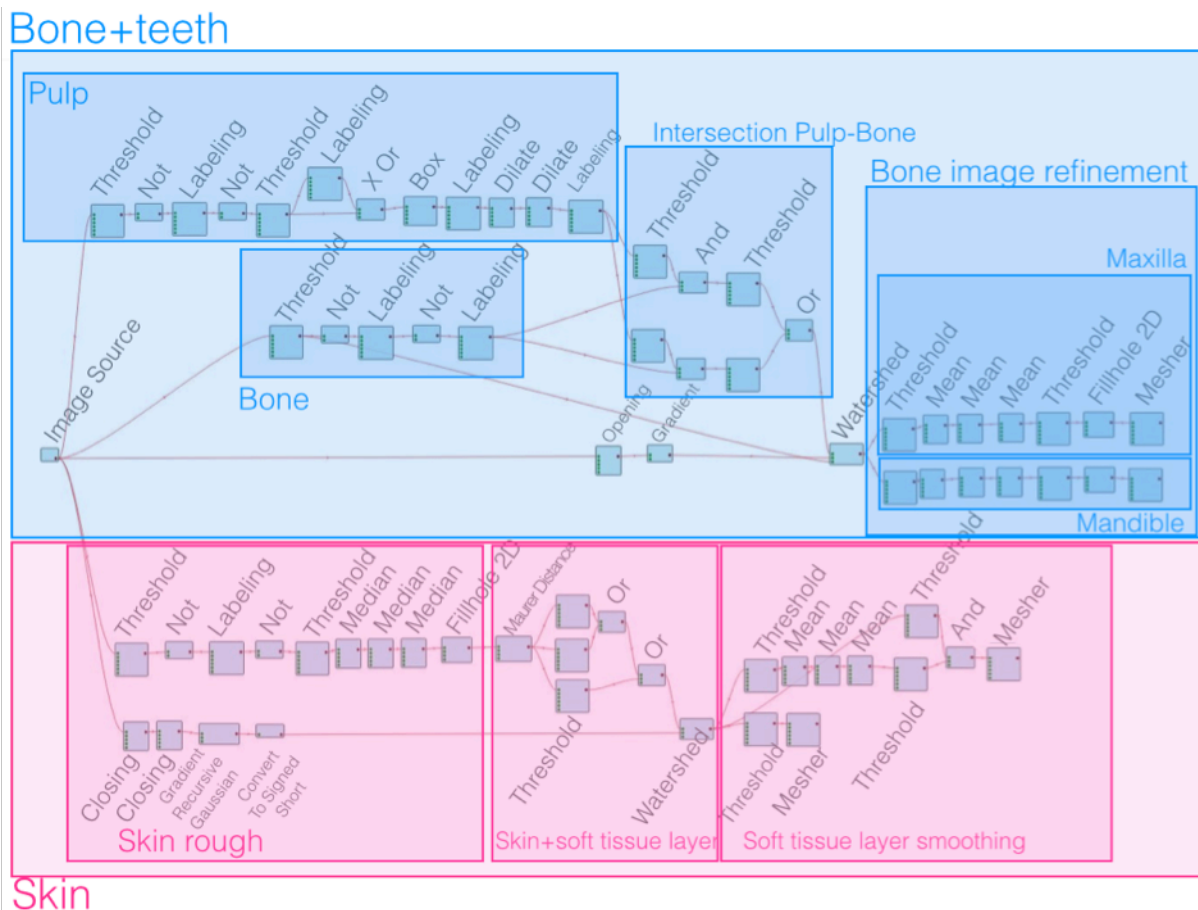 Bone+teeth
Pulp
Threshold
Not
Labeling
Not
Threshold
Labeling
X Or
Box
Labeling
Dilate
Dilate
Labeling
Intersection Pulp-Bone
Threshold
And
Threshold
Or
Bone image refinement
Maxilla
Threshold
Mean
Mean
Mean
Threshold
Fillhole 2D
Mesher
Mandible
Threshold
Not
Labeling
Not
Labeling
Bone
Image Source
Opening
Gradient
Watershed
Threshold
Not
Labeling
Not
Threshold
Median
Median
Median
Fillhole 2D
Closing
Closing
Gradient
Recursive
Gaussian
Convert
To Signed
Short
Skin rough
Maurer Distance
Or
Or
Threshold
Watershed
Skin+soft tissue layer
Threshold
Mean
Mean
Mean
Threshold
And
Mesher
Threshold
Mesher
Threshold
Soft tissue layer smoothing
Skin